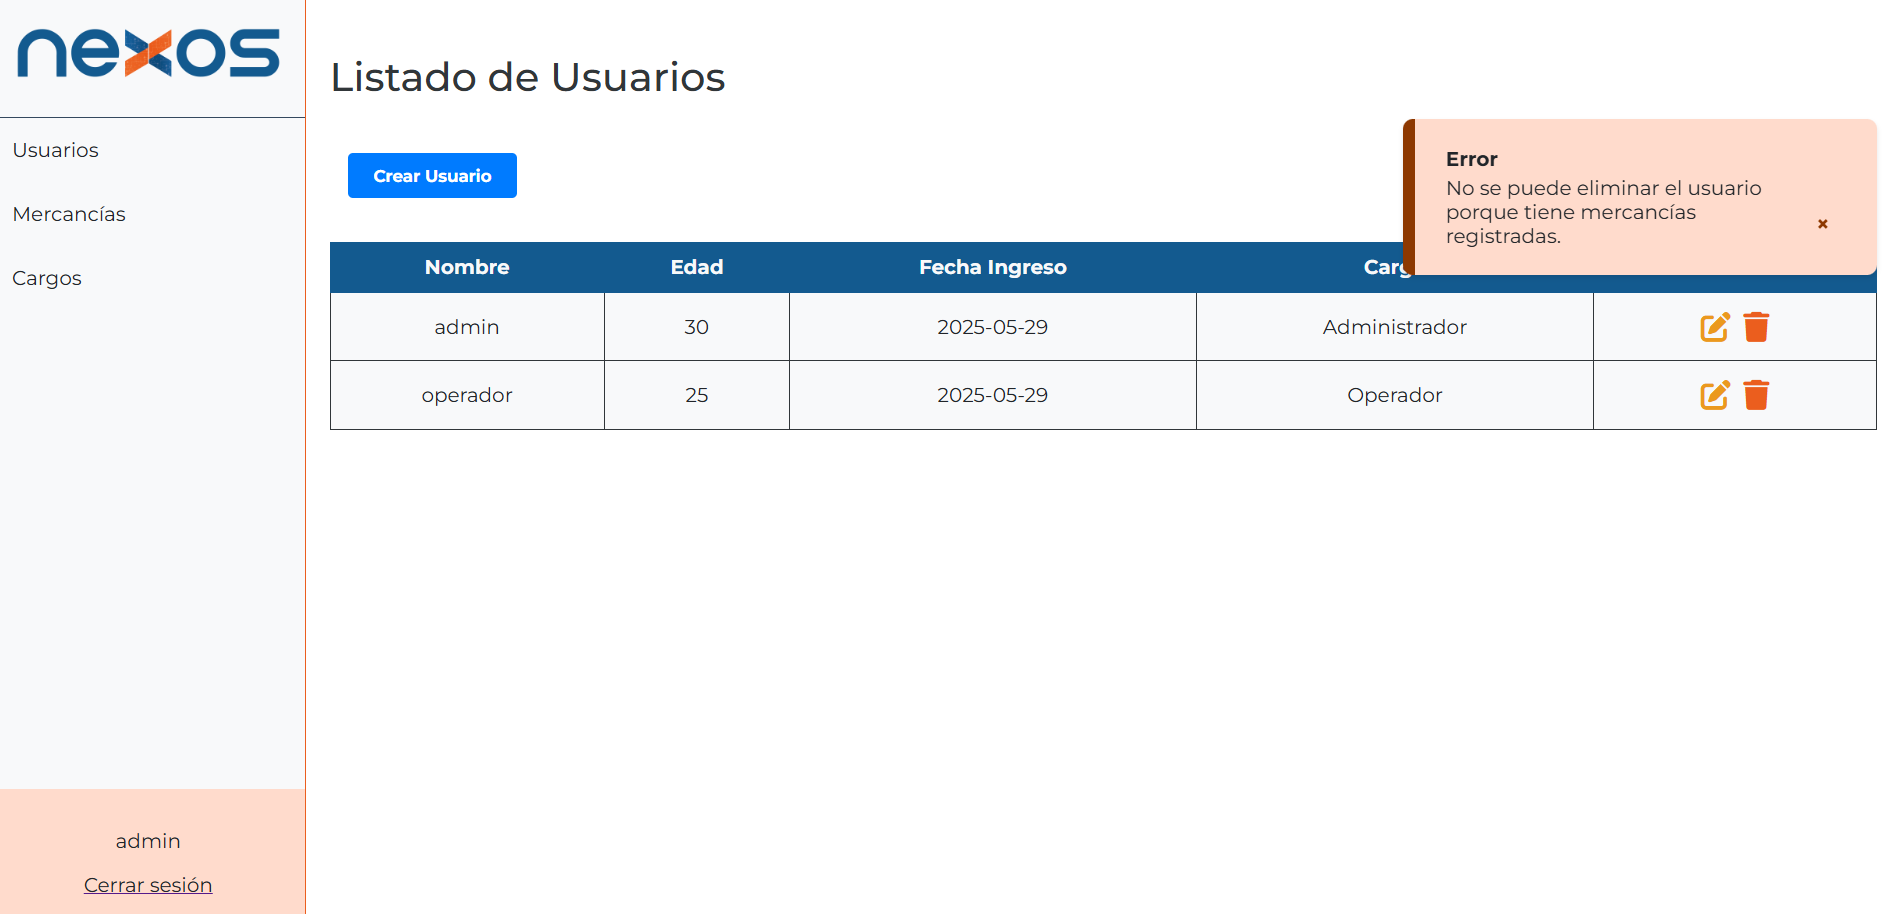 nexos
Usuarios
Mercancías
Cargos
admin
Cerrar sesión
Listado de Usuarios
Crear Usuario
Error
No se puede eliminar el usuario
porque tiene mercancías
registradas.
×
Nombre Edad Fecha Ingreso
admin 30 2025-05-29 Administrador
operador 25 2025-05-29 Operador